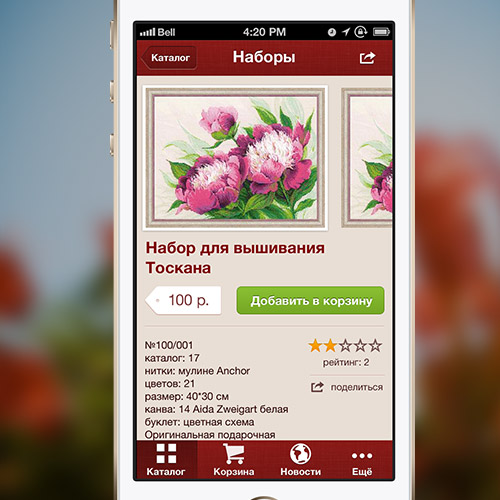 Bell 4:20 PM
Каталог Наборы
Набор для вышивания
Тоскана
100 р. Добавить в корзину
№100/001
каталог: 17
нитки: мулине Anchor
цветов: 21
размер: 40*30 см
канва: 14 Aida Zweigart белая
буклет: цветная схема
Оригинальная подарочная
рейтинг: 2
поделиться
Каталог Корзина Новости Ещё